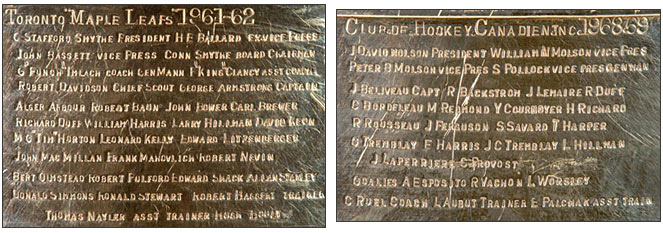 TORONTO "MAPLE LEAFS" 1961-62
C STAFFORD SMYTHE PRESIDENT H E BALLARD EXVICE PRES
JOHN BASSETT VICE PRESS CONN SMYTHE BOARD CHAIRMAN
G PUNCH IMLACH COACH GEN MANN F KING CLANCY ASST COACH
ROBERT DAVIDSON CHIEF SCOUT GEORGE ARMSTRONG CAPTAIN
ALGER ARBOUR ROBERT BAUN JOHN BOWER CARL BREWER
RICHARD DUFF WILLIAM HARRIS LARRY HILLMAN DAVID KEON
M G "TIM" HORTON LEONARD KELLY EDWARD LITZENBERGER
JOHN MACMILLAN FRANK MAHOVLICH ROBERT NEVIN
BERT OLMSTEAD ROBERT PULFORD EDWARD SHACK ALLAN STANLEY
DONALD SIMMONS RONALD STEWART ROBERT HAGGERT TRAINER
THOMAS NAYLER ASST TRAINER HUGH
CLUB DE HOCKEY CANADIEN INC 1968 69
J DAVID MOLSON PRESIDENT WILLIAM M MOLSON VICE PRES
PETER B MOLSON VICE PRES S POLLOCK VICE PRES GEN MAN
J BELIVEAU CAPT R BACKSTROM J LEMAIRE R DUFF
C BORDELEAU M REDMOND Y COURNOYER H RICHARD
R ROUSSEAU J FERGUSON S SAVARD T HARPER
G TREMBLAY E HARRIS J C TREMBLAY L HILLMAN
J LAPERRIERE C PROVOST
GOALIES A ESPOSITO R VACHON L WORSLEY
C RUEL COACH L AUBUT TRAINER E PALCHAK ASST TRAIN